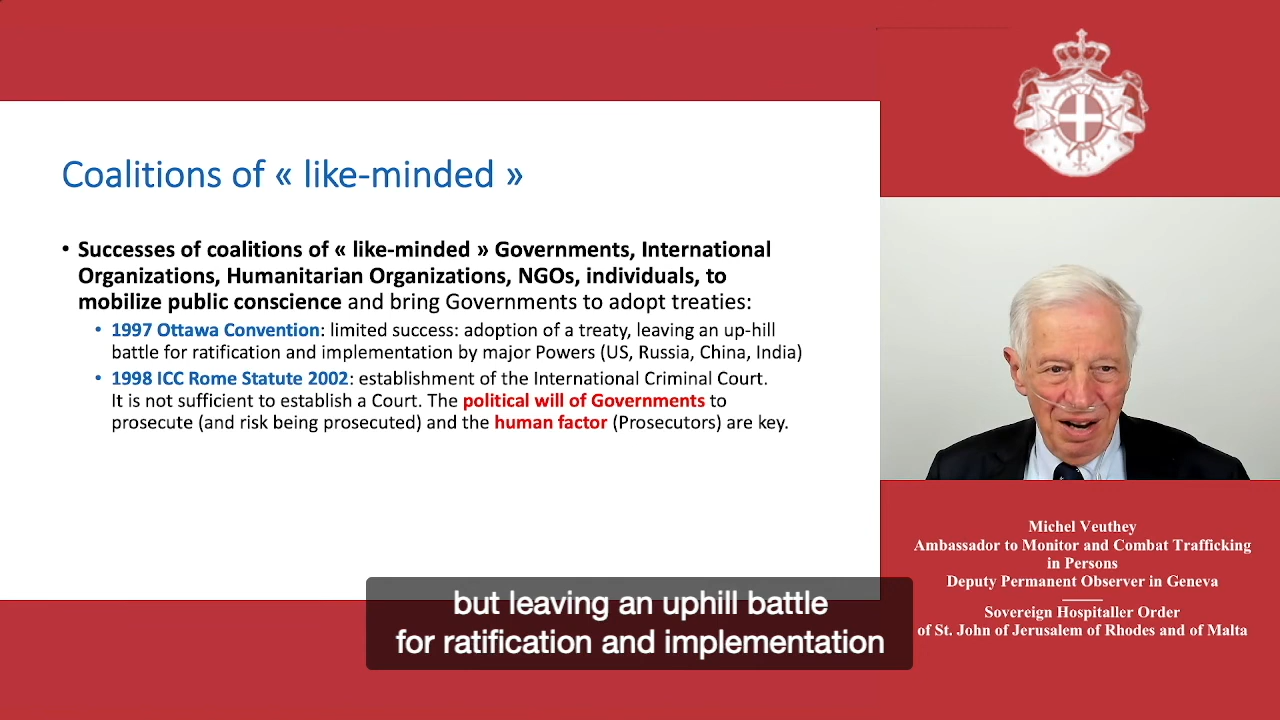 Coalitions of « like-minded »
• Successes of coalitions of « like-minded » Governments, International
Organizations, Humanitarian Organizations, NGOs, individuals, to
mobilize public conscience and bring Governments to adopt treaties:
• 1997 Ottawa Convention: limited success: adoption of a treaty, leaving an up-hill
battle for ratification and implementation by major Powers (US, Russia, China, India)
• 1998 ICC Rome Statute 2002: establishment of the International Criminal Court.
It is not sufficient to establish a Court. The political will of Governments to
prosecute (and risk being prosecuted) and the human factor (Prosecutors) are key.
Michel Veuthey
Ambassador to Monitor and Combat Trafficking
in Persons
Deputy Permanent Observer in Geneva
Sovereign Hospitaller Order
of St. John of Jerusalem of Rhodes and of Malta
but leaving an uphill battle
for ratification and implementation